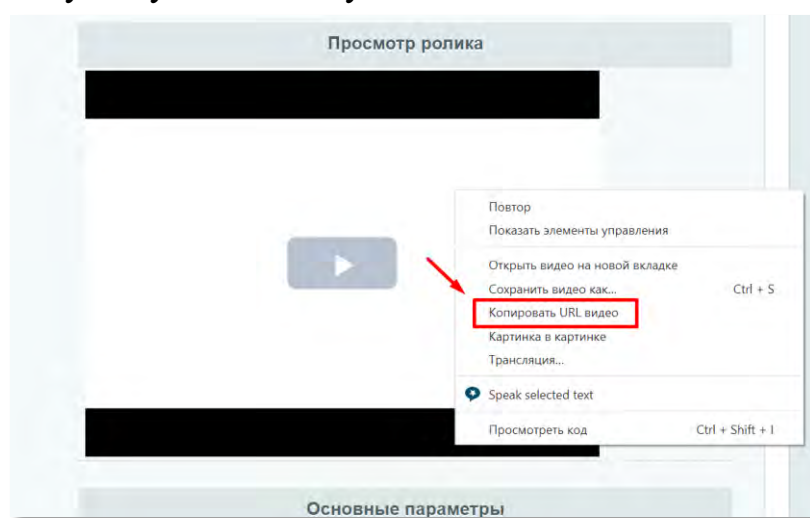 Просмотр ролика
Повтор
Показать элементы управления
Открыть видео на новой вкладке
Сохранить видео как... Ctrl + S
Копировать URL видео
Картинка в картинке
Трансляция...
Speak selected text
Просмотреть код Ctrl + Shift + I
Основные параметры